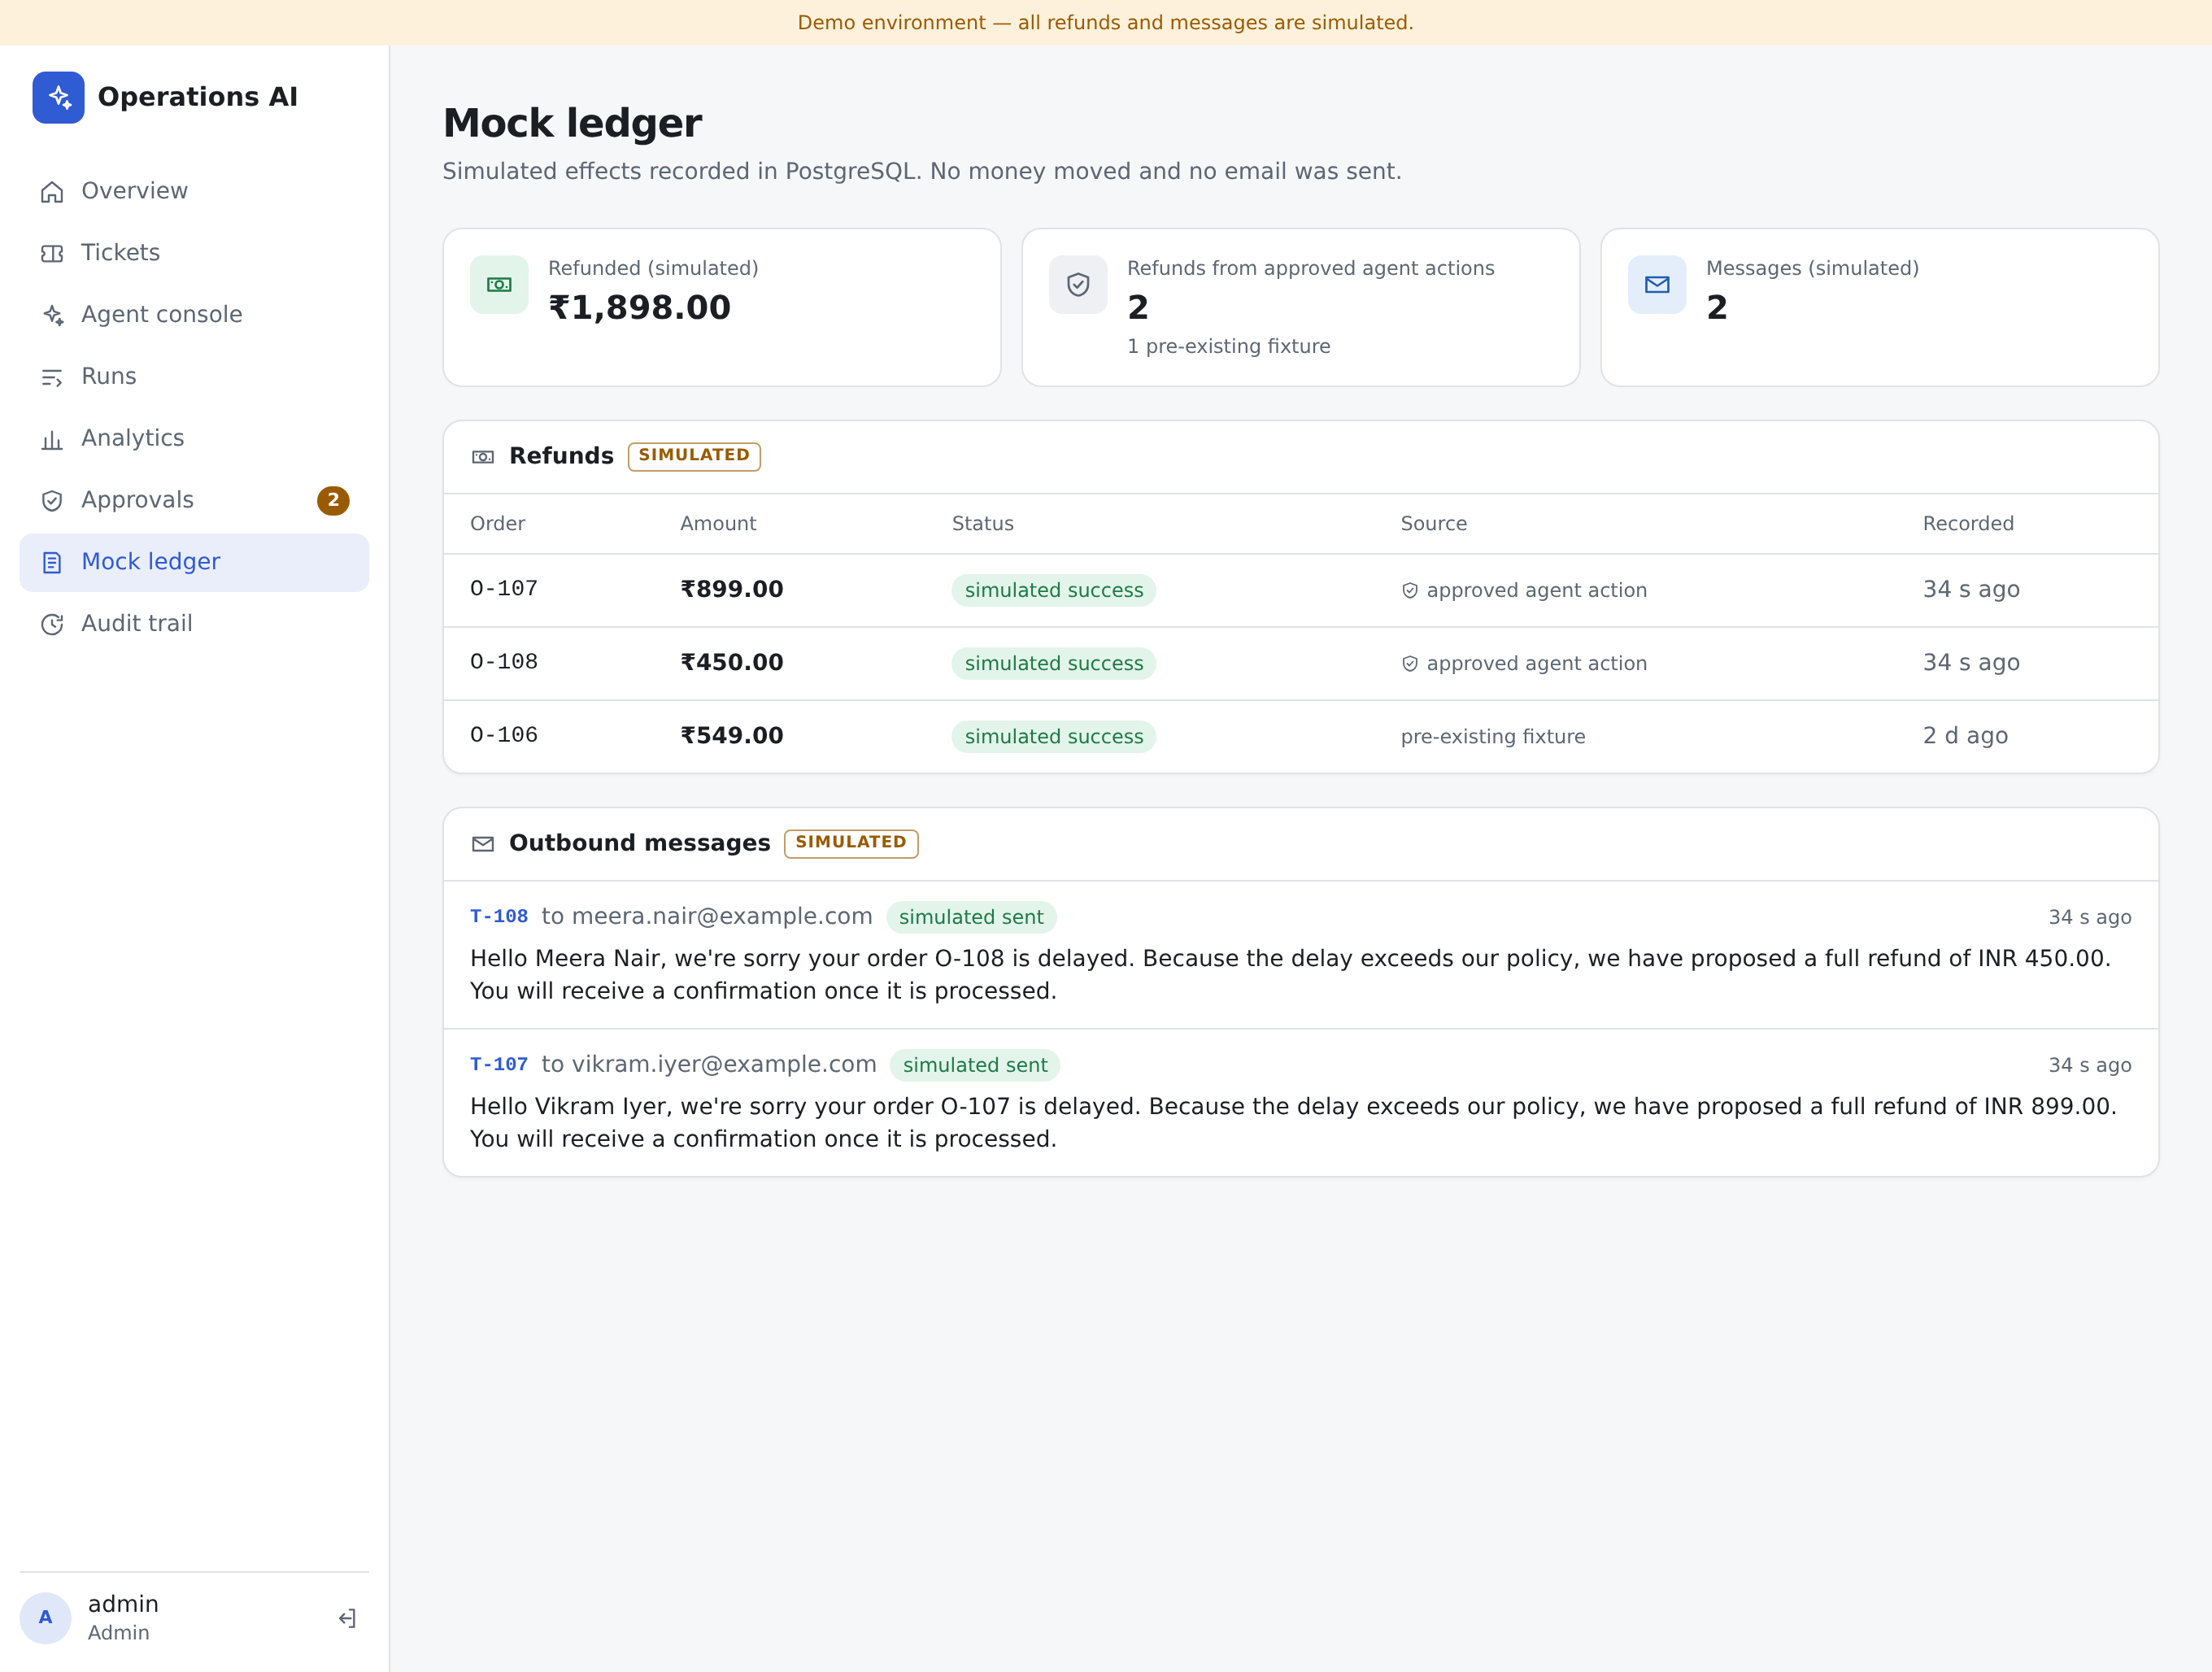 Demo environment — all refunds and messages are simulated.
Operations AI
Overview
Tickets
Agent console
Runs
Analytics
Approvals 2
Mock ledger
Audit trail
A
admin
Admin
Mock ledger
Simulated effects recorded in PostgreSQL. No money moved and no email was sent.
Refunded (simulated)
₹1,898.00
Refunds from approved agent actions
2
1 pre-existing fixture
Messages (simulated)
2
Refunds SIMULATED
Order Amount Status Source Recorded
O-107 ₹899.00 simulated success approved agent action 34 s ago
O-108 ₹450.00 simulated success approved agent action 34 s ago
O-106 ₹549.00 simulated success pre-existing fixture 2 d ago
Outbound messages SIMULATED
T-108 to meera.nair@example.com simulated sent 34 s ago
Hello Meera Nair, we're sorry your order O-108 is delayed. Because the delay exceeds our policy, we have proposed a full refund of INR 450.00.
You will receive a confirmation once it is processed.
T-107 to vikram.iyer@example.com simulated sent 34 s ago
Hello Vikram Iyer, we're sorry your order O-107 is delayed. Because the delay exceeds our policy, we have proposed a full refund of INR 899.00.
You will receive a confirmation once it is processed.